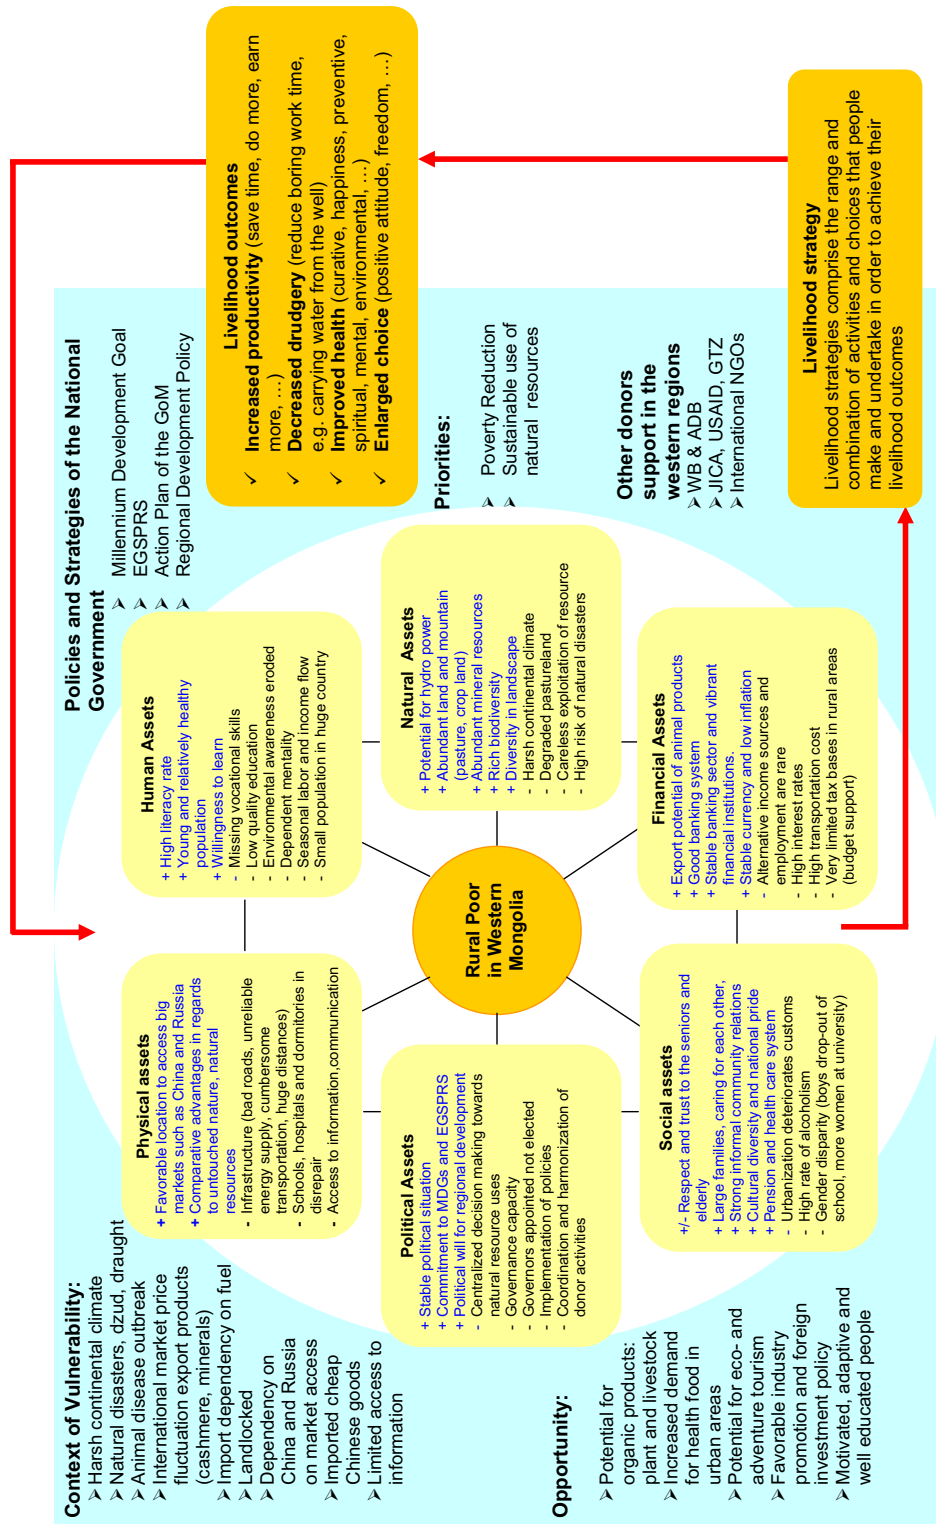 Context of Vulnerability:
➢ Harsh continental climate
➢ Natural disasters, dzud, draught
➢ Animal disease outbreak
➢ International market price
fluctuation export products
(cashmere, minerals)
➢ Import dependency on fuel
➢ Landlocked
➢ Dependency on
China and Russia
on market access
➢ Imported cheap
Chinese goods
➢ Limited access to
information
Policies and Strategies of the National
Government
➢ Millennium Development Goal
➢ EGSPRS
➢ Action Plan of the GoM
➢ Regional Development Policy
Livelihood outcomes
✓ Increased productivity (save time, do more, earn
more, …)
✓ Decreased drudgery (reduce boring work time,
e.g. carrying water from the well)
✓ Improved health (curative, happiness, preventive,
spiritual, mental, environmental, …)
✓ Enlarged choice (positive attitude, freedom, …)
Physical assets
+ Favorable location to access big
markets such as China and Russia
+ Comparative advantages in regards
to untouched nature, natural
resources
- Infrastructure (bad roads, unreliable
energy supply, cumbersome
transportation, huge distances)
- Schools, hospitals and dormitories in
disrepair
- Access to information,communication
Human Assets
+ High literacy rate
+ Young and relatively healthy
population
+ Willingness to learn
- Missing vocational skills
- Low quality education
- Environmental awareness eroded
- Dependent mentality
- Seasonal labor and income flow
- Small population in huge country
Political Assets
+ Stable political situation
+ Commitment to MDGs and EGSPRS
+ Political will for regional development
- Centralized decision making towards
natural resource uses
- Governance capacity
- Governors appointed not elected
- Implementation of policies
- Coordination and harmonization of
donor activities
Rural Poor
in Western
Mongolia
Natural Assets
+ Potential for hydro power
+ Abundant land and mountain
(pasture, crop land)
+ Abundant mineral resources
+ Rich biodiversity
+ Diversity in landscape
- Harsh continental climate
- Degraded pastureland
- Careless exploitation of resource
- High risk of natural disasters
Priorities:
➢ Poverty Reduction
➢ Sustainable use of
natural resources
Opportunity:
➢ Potential for
organic products:
plant and livestock
➢ Increased demand
for health food in
urban areas
➢ Potential for eco- and
adventure tourism
➢ Favorable industry
promotion and foreign
investment policy
➢ Motivated, adaptive and
well educated people
Social assets
+/- Respect and trust to the seniors and
elderly
+ Large families, caring for each other,
+ Strong informal community relations
+ Cultural diversity and national pride
+ Pension and health care system
- Urbanization deteriorates customs
- High rate of alcoholism
- Gender disparity (boys drop-out of
school, more women at university)
Financial Assets
+ Export potential of animal products
+ Good banking system
+ Stable banking sector and vibrant
financial institutions.
+ Stable currency and low inflation
- Alternative income sources and
employment are rare
- High interest rates
- High transportation cost
- Very limited tax bases in rural areas
(budget support)
Other donors
support in the
western regions
➢ WB & ADB
➢ JICA, USAID, GTZ
➢ International NGOs
Livelihood strategy
Livelihood strategies comprise the range and
combination of activities and choices that people
make and undertake in order to achieve their
livelihood outcomes